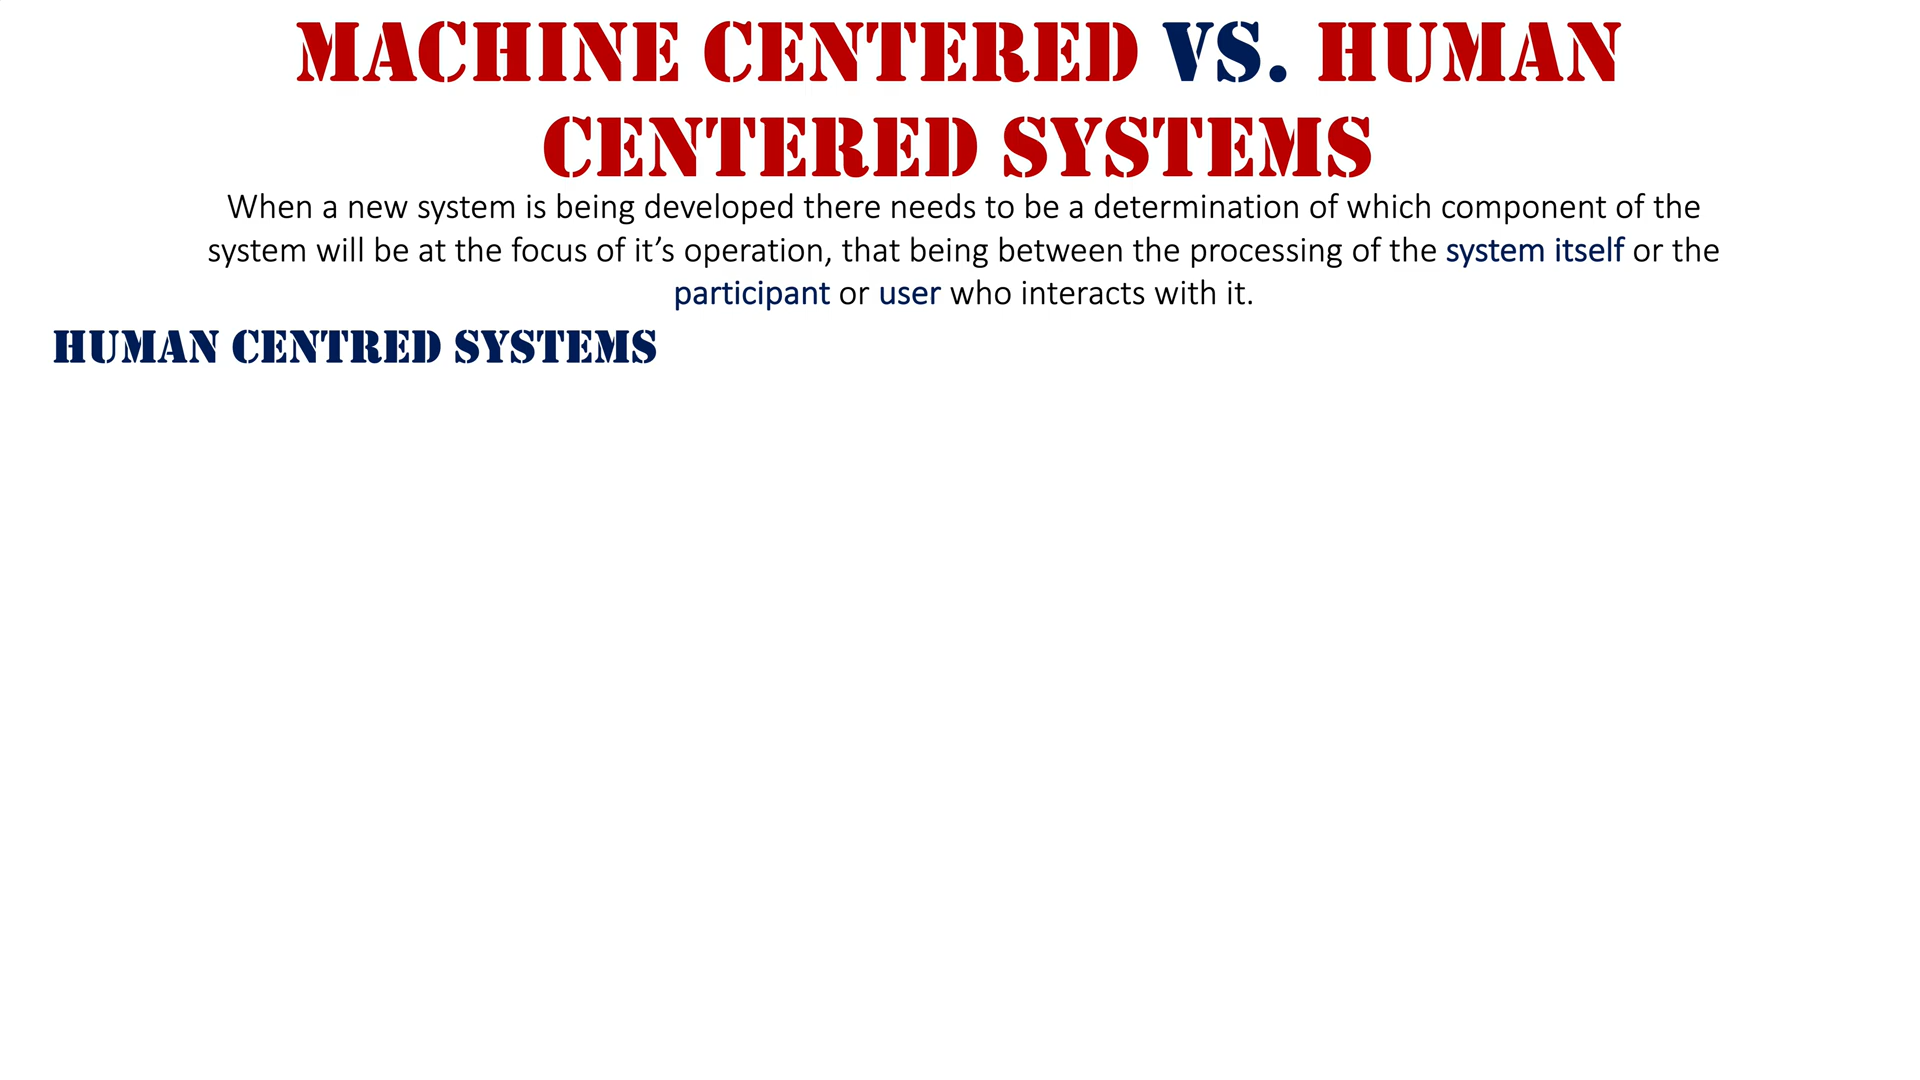 MACHINE CENTERED VS. HUMAN
CENTERED SYSTEMS
When a new system is being developed there needs to be a determination of which component of the
system will be at the focus of it’s operation, that being between the processing of the system itself or the
participant or user who interacts with it.
HUMAN CENTRED SYSTEMS